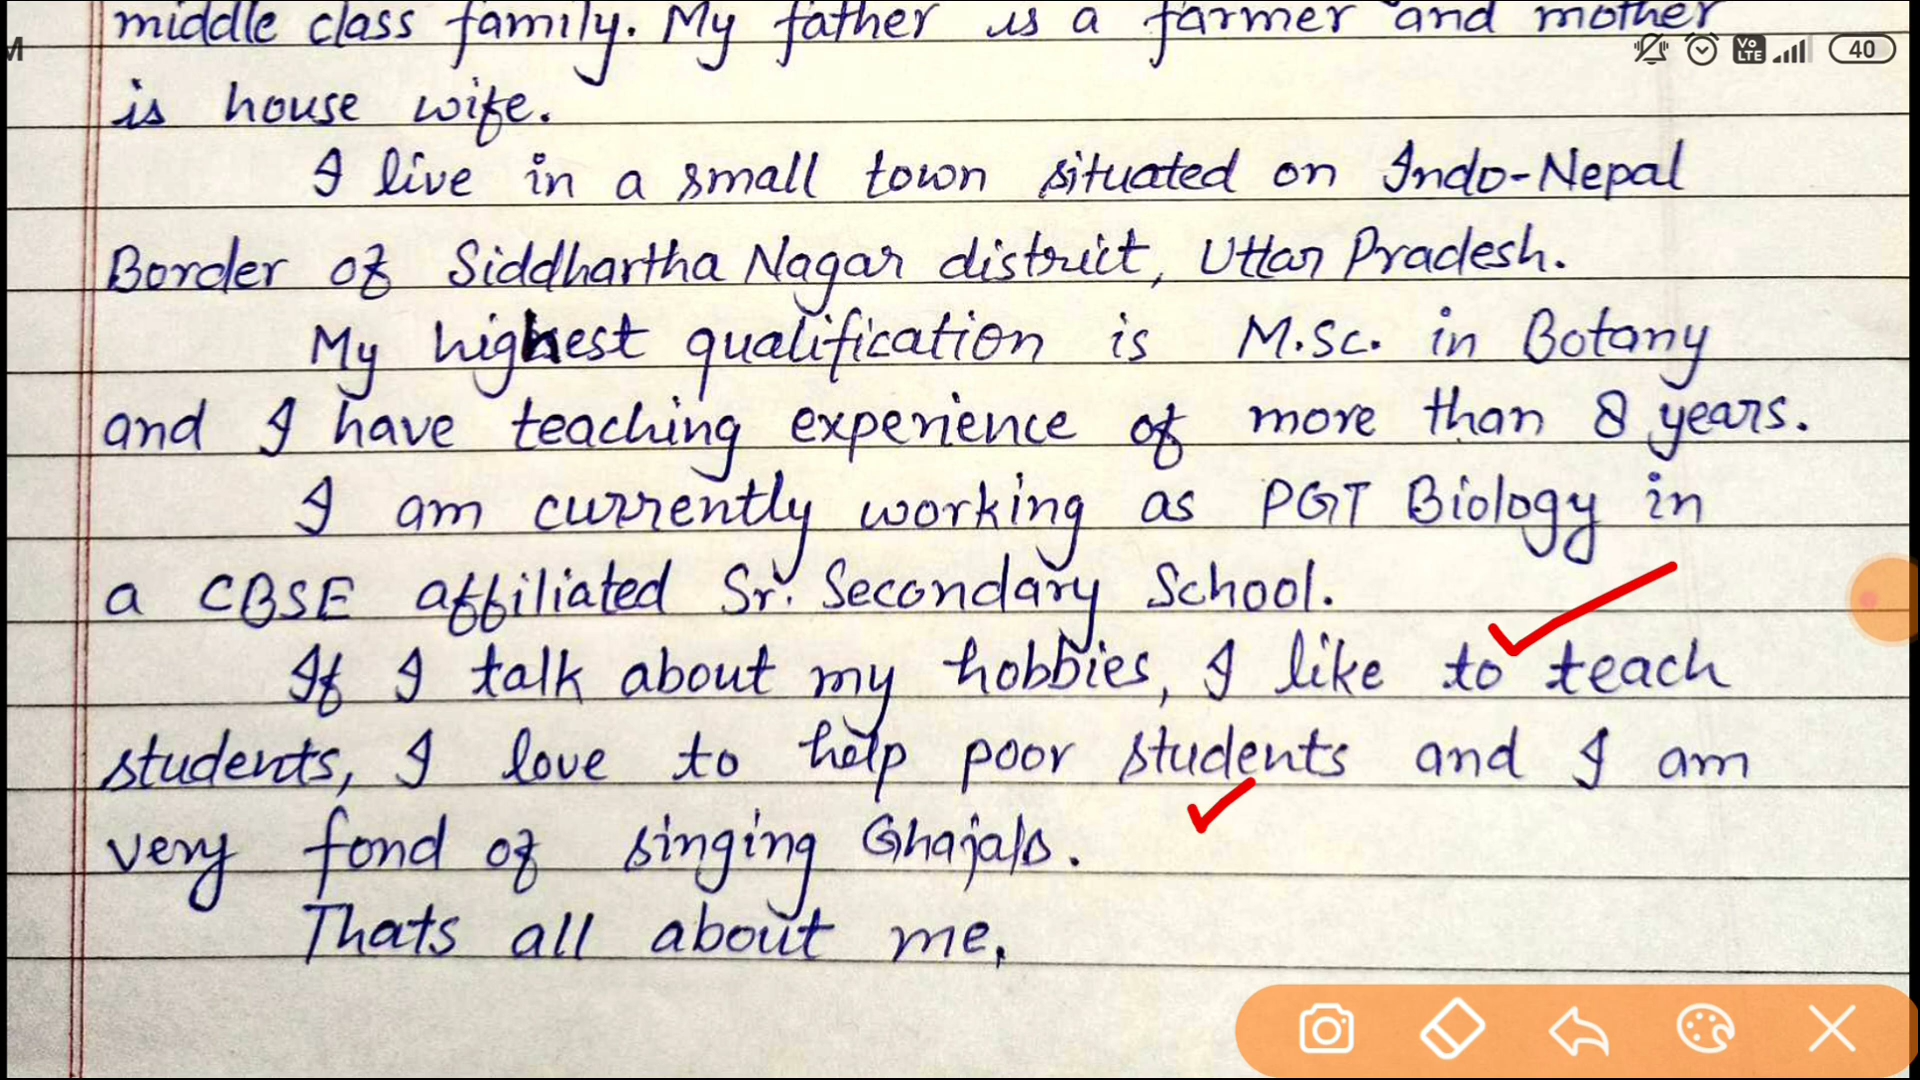 middle class family. My father is a farmer and mother
M
Vo
LTE
40
is house wife.
I live in a small town situated on Indo-Nepal
Border of Siddhartha Nagar district, Uttar Pradesh.
My highest qualification is M.Sc. in Botany
and I have teaching experience of more than 8 years.
I am currently working as PGT Biology in
a CBSE affiliated Sr. Secondary School.
If I talk about my hobbies, I like to teach
students, I love to help poor students and I am
very fond of singing Ghajals.
Thats all about me.